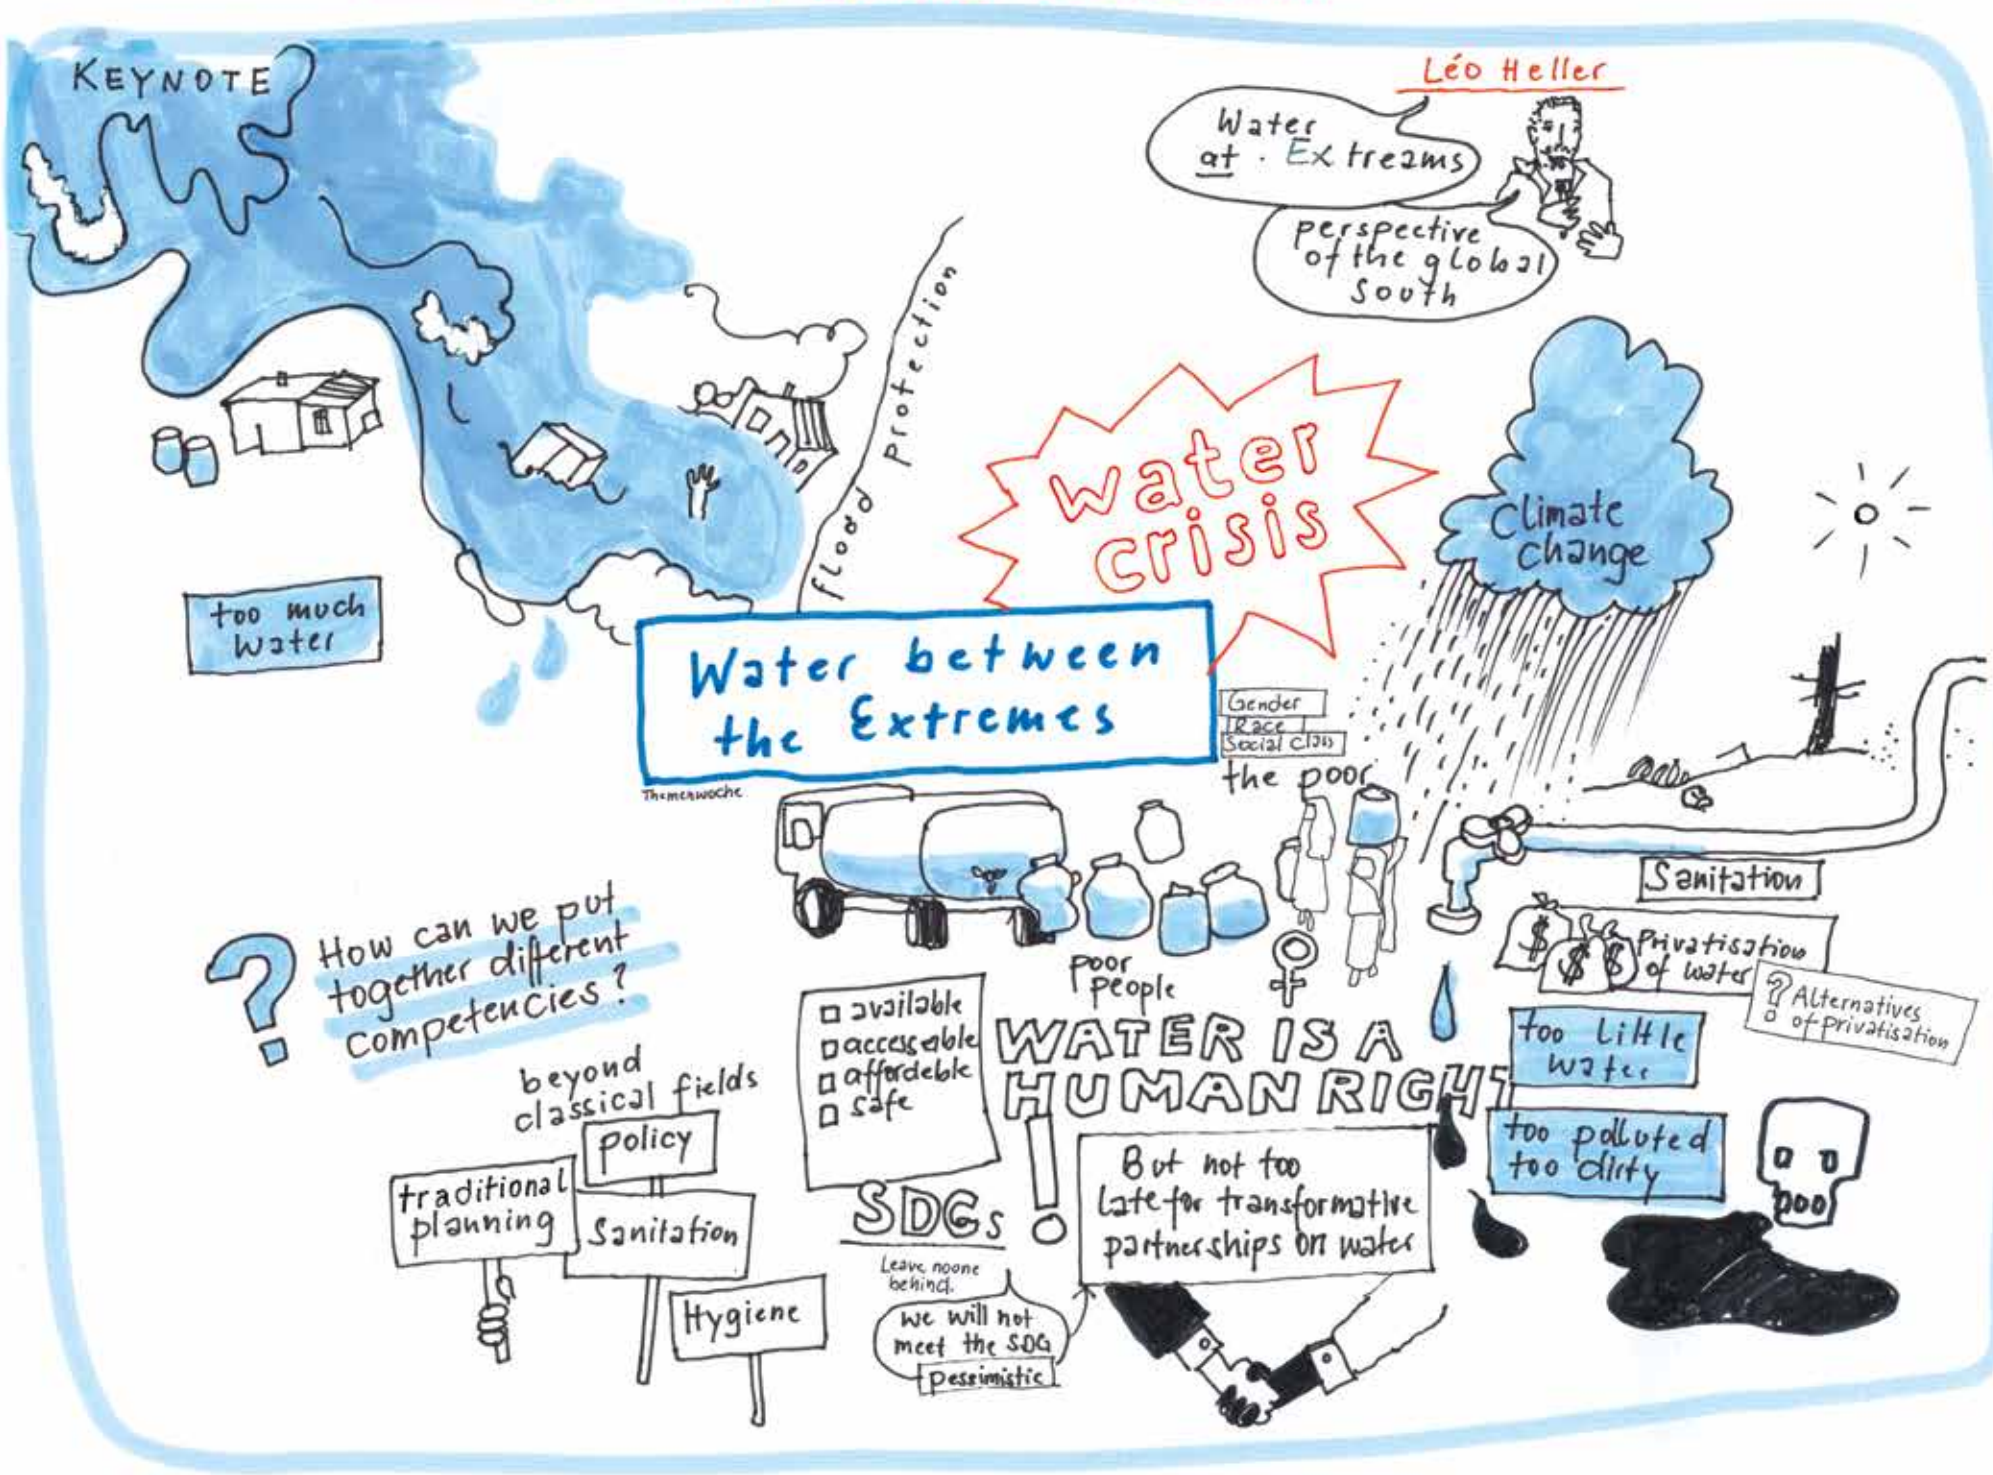 KEYNOTE
Léo Heller
Water
at. Extreams
perspective
of the global
South
flood protection
water
crisis
Climate
change
too much
water
Water between
the Extremes
Themenwoche
Gender
Race
Social Class
the poor
Sanitation
Privatisation
of water
? Alternatives
of privatisation
? How can we put
together different
competencies?
beyond
classical fields
policy
traditional
planning
Sanitation
Hygiene
available
accessable
affordeble
safe
poor
people
WATER IS A
HUMAN RIGHT
!
too little
water
too polluted
too dirty
SDGs
Leave noone
behind.
we will not
meet the SDG
pessimistic
But not too
late for transformative
partnerships on water
$
$ $